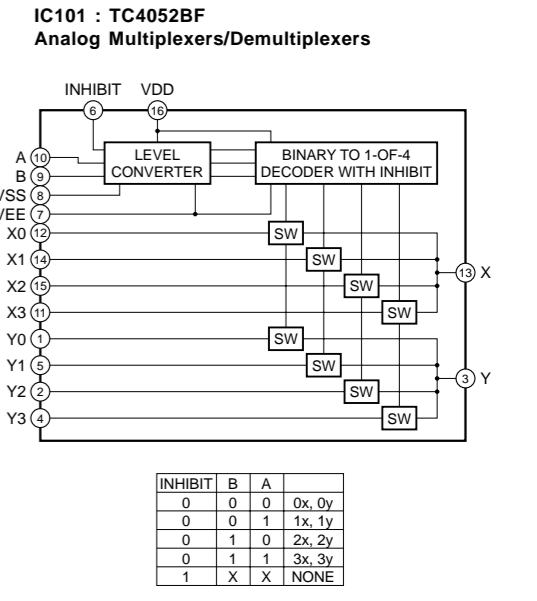 IC101 : TC4052BF
Analog Multiplexers/Demultiplexers
INHIBIT VDD
6 16
A 10 LEVEL CONVERTER BINARY TO 1-OF-4 DECODER WITH INHIBIT
B 9
VSS 8
VEE 7
X0 12 SW
X1 14 SW 13 X
X2 15 SW
X3 11 SW
Y0 1 SW
Y1 5 SW 3 Y
Y2 2 SW
Y3 4 SW
INHIBIT B A
0 0 0 0x, 0y
0 0 1 1x, 1y
0 1 0 2x, 2y
0 1 1 3x, 3y
1 X X NONE